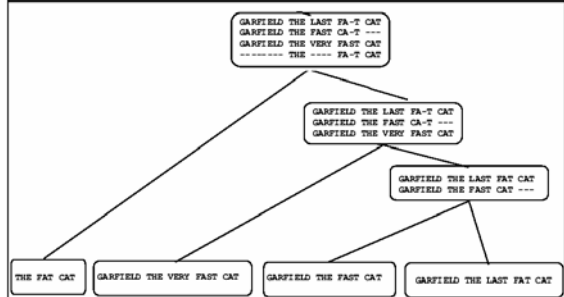 GARFIELD THE LAST FA-T CAT
GARFIELD THE FAST CA-T ---
GARFIELD THE VERY FAST CAT
-------- THE ---- FA-T CAT
GARFIELD THE LAST FA-T CAT
GARFIELD THE FAST CA-T ---
GARFIELD THE VERY FAST CAT
GARFIELD THE LAST FAT CAT
GARFIELD THE FAST CAT ---
THE FAT CAT
GARFIELD THE VERY FAST CAT
GARFIELD THE FAST CAT
GARFIELD THE LAST FAT CAT